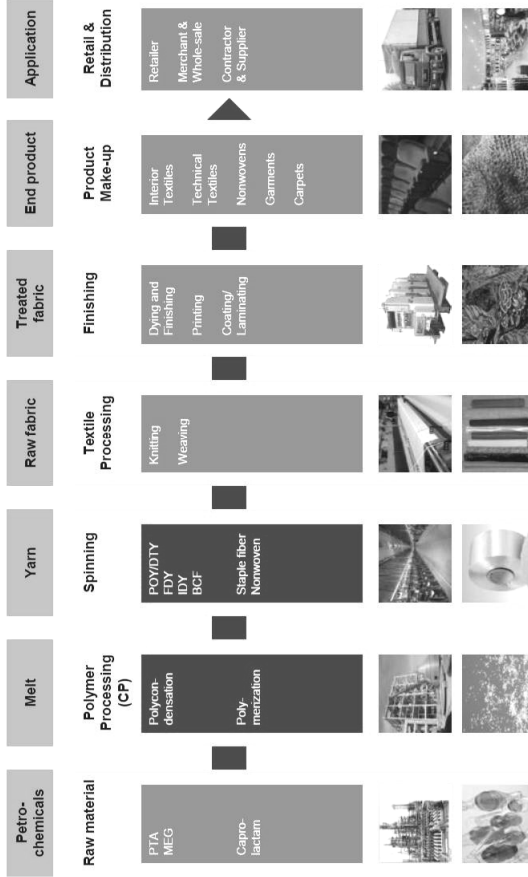 Petro-
chemicals
Raw material
PTA
MEG
Capro-
lactam
Melt
Polymer
Processing
(CP)
Polycon-
densation
Poly-
merization
Yarn
Spinning
POY/DTY
FDY
IDY
BCF
Staple fiber
Nonwoven
Raw fabric
Textile
Processing
Knitting
Weaving
Treated
fabric
Finishing
Dying and
Finishing
Printing
Coating/
Laminating
End product
Product
Make-up
Interior
Textiles
Technical
Textiles
Nonwovens
Garments
Carpets
Application
Retail &
Distribution
Retailer
Merchant &
Whole-sale
Contractor
& Supplier